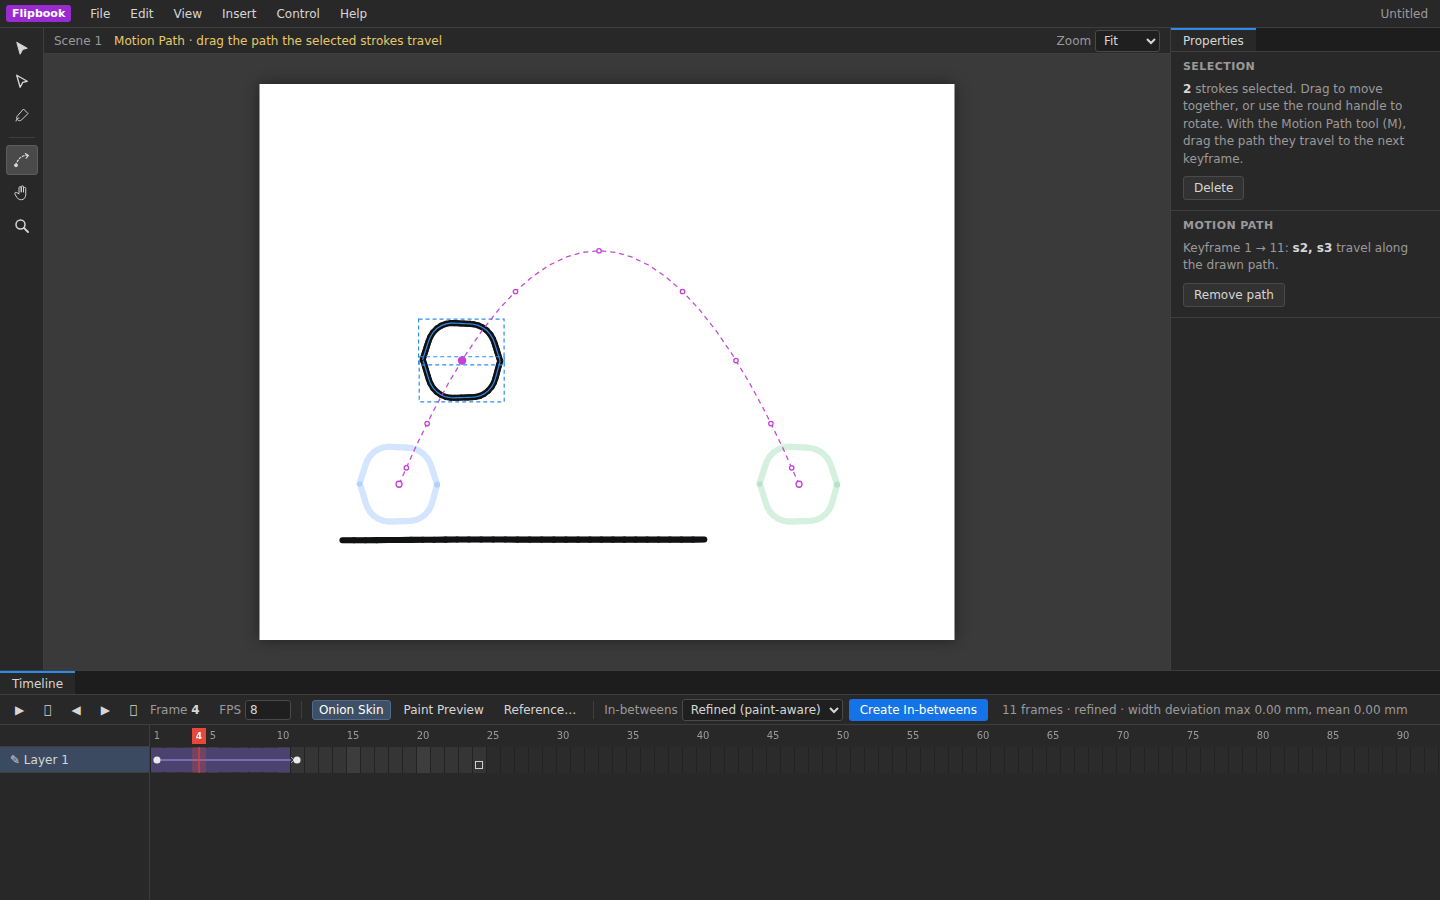 Flipbook File Edit View Insert Control Help Untitled
Scene 1 Motion Path · drag the path the selected strokes travel Zoom Fit
Properties
SELECTION
2 strokes selected. Drag to move
together, or use the round handle to
rotate. With the Motion Path tool (M),
drag the path they travel to the next
keyframe.
Delete
MOTION PATH
Keyframe 1 → 11: s2, s3 travel along
the drawn path.
Remove path
Timeline
Frame 4 FPS 8 Onion Skin Paint Preview Reference... In-betweens Refined (paint-aware) Create In-betweens 11 frames · refined · width deviation max 0.00 mm, mean 0.00 mm
1 4 5 10 15 20 25 30 35 40 45 50 55 60 65 70 75 80 85 90
✎ Layer 1